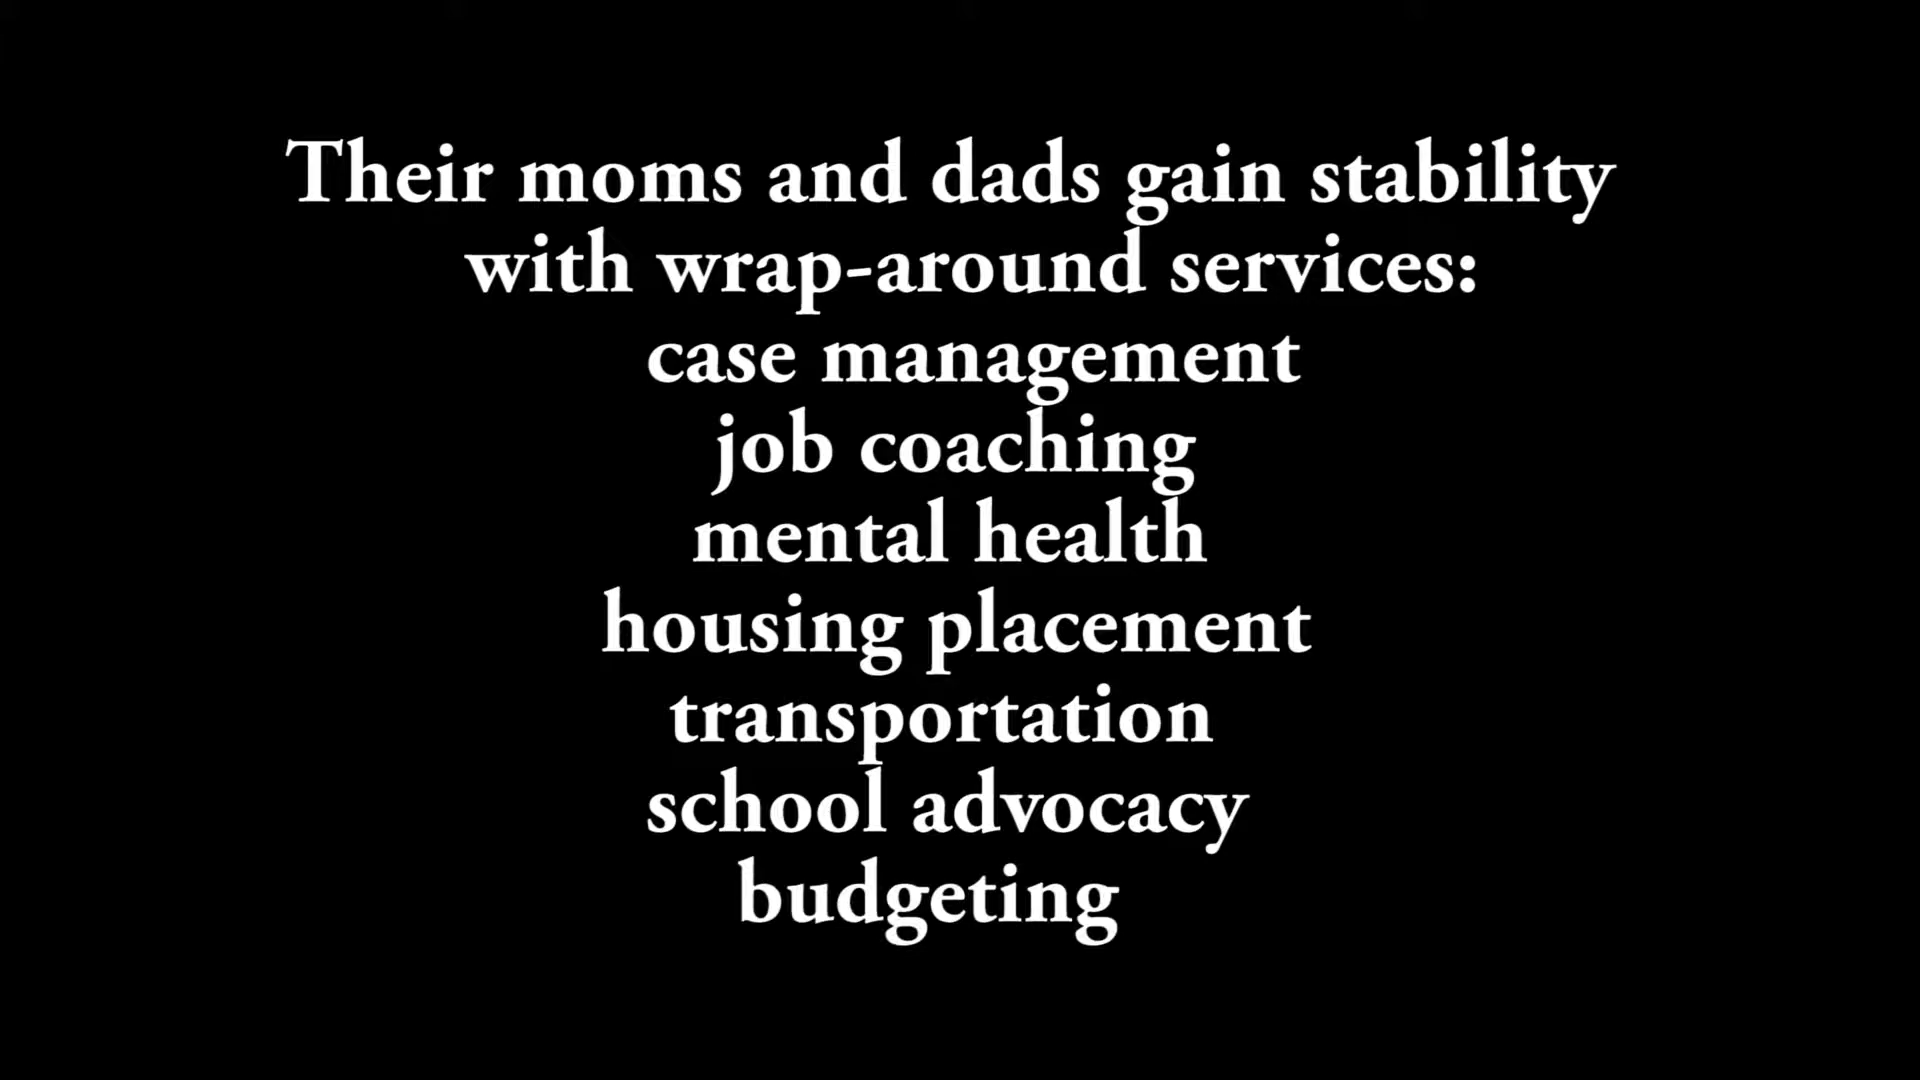 Their moms and dads gain stability
with wrap-around services:
case management
job coaching
mental health
housing placement
transportation
school advocacy
budgeting